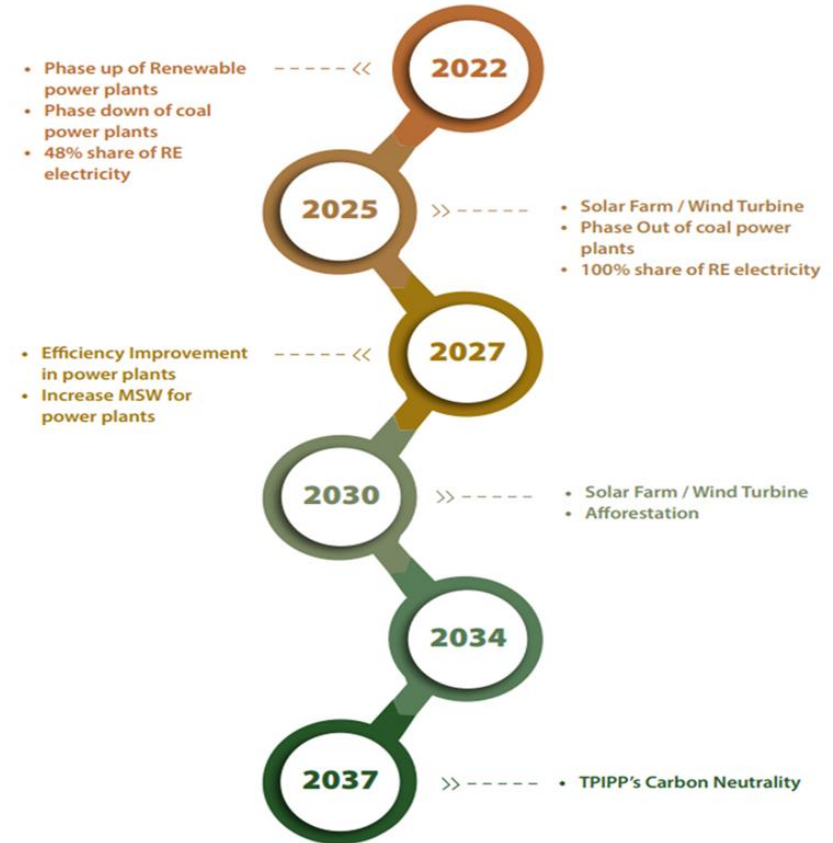 2022
• Phase up of Renewable
power plants
• Phase down of coal
power plants
• 48% share of RE
electricity
2025
• Solar Farm / Wind Turbine
• Phase Out of coal power
plants
• 100% share of RE electricity
2027
• Efficiency Improvement
in power plants
• Increase MSW for
power plants
2030
• Solar Farm / Wind Turbine
• Afforestation
2034
2037
• TPIPP’s Carbon Neutrality